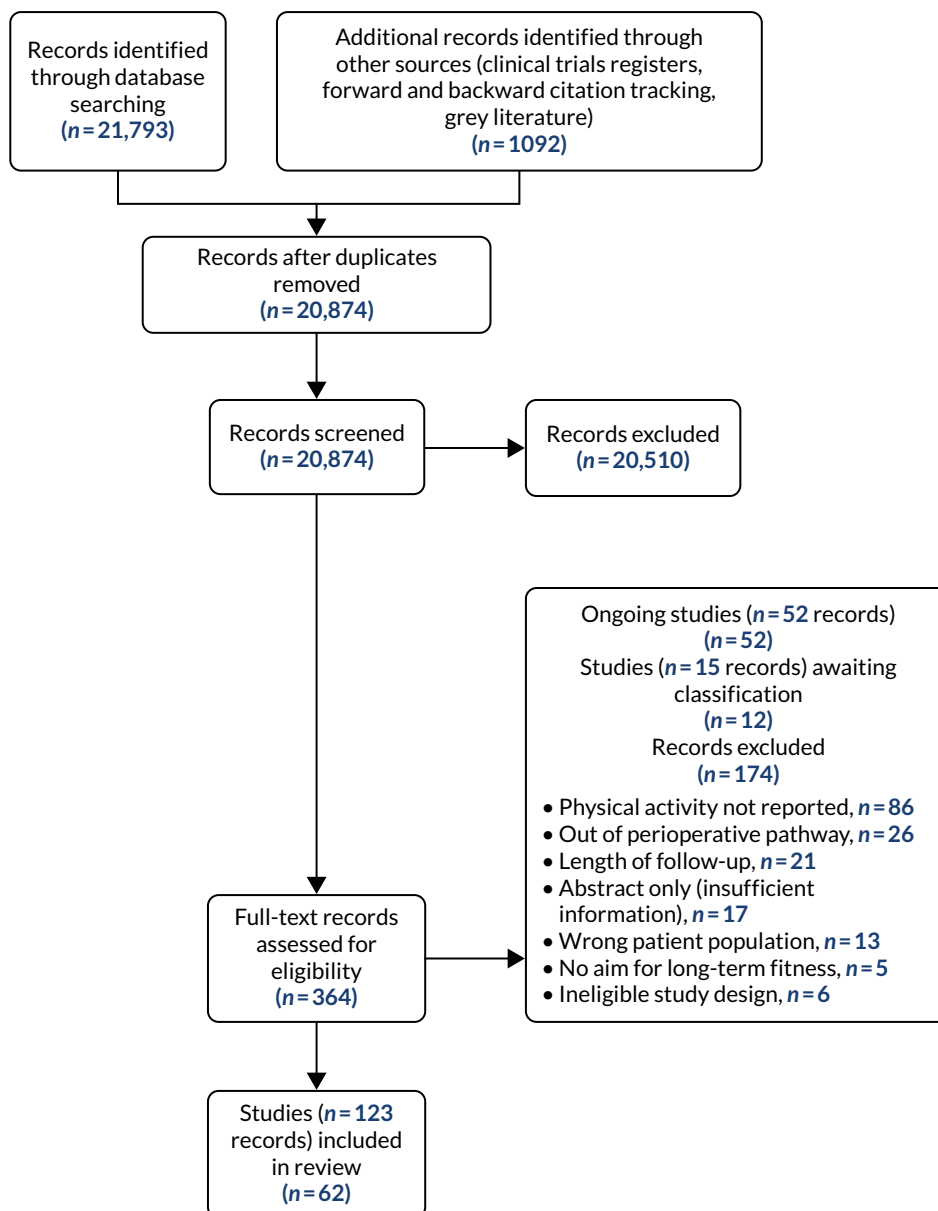 Records identified
through database
searching
(n = 21,793)
Additional records identified through
other sources (clinical trials registers,
forward and backward citation tracking,
grey literature)
(n = 1092)
Records after duplicates
removed
(n = 20,874)
Records screened
(n = 20,874)
Records excluded
(n = 20,510)
Ongoing studies (n = 52 records)
(n = 52)
Studies (n = 15 records) awaiting
classification
(n = 12)
Records excluded
(n = 174)
• Physical activity not reported, n = 86
• Out of perioperative pathway, n = 26
• Length of follow-up, n = 21
• Abstract only (insufficient
information), n = 17
• Wrong patient population, n = 13
• No aim for long-term fitness, n = 5
• Ineligible study design, n = 6
Full-text records
assessed for
eligibility
(n = 364)
Studies (n = 123
records) included
in review
(n = 62)